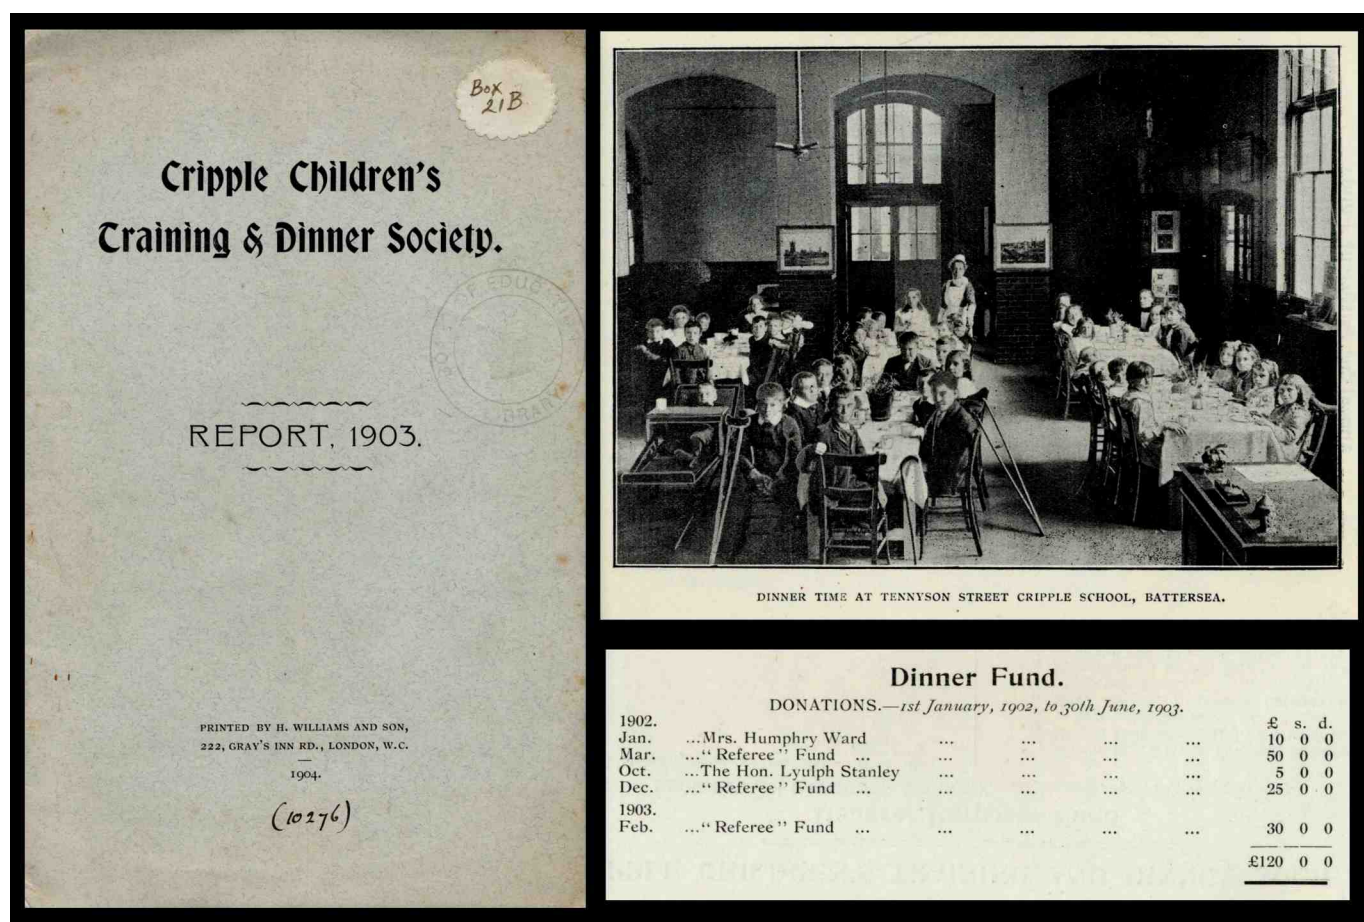 Box
21B
Cripple Children's
Training & Dinner Society.
OF EDUC
LIBRARY
REPORT, 1903.
PRINTED BY H. WILLIAMS AND SON,
222, GRAY'S INN RD., LONDON, W.C.
1904.
(10276)
DINNER TIME AT TENNYSON STREET CRIPPLE SCHOOL, BATTERSEA.
Dinner Fund.
DONATIONS.—1st January, 1902, to 30th June, 1903.
1902. £ s. d.
Jan. ...Mrs. Humphry Ward ... ... ... ... 10 0 0
Mar. ..."Referee" Fund ... ... ... ... ... 50 0 0
Oct. ...The Hon. Lyulph Stanley ... ... ... ... 5 0 0
Dec. ..."Referee" Fund ... ... ... ... ... 25 0 0
1903.
Feb. ..."Referee" Fund ... ... ... ... ... 30 0 0
£120 0 0